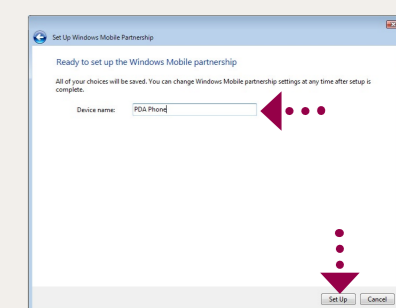 Set Up Windows Mobile Partnership
Ready to set up the Windows Mobile partnership
All of your choices will be saved. You can change Windows Mobile partnership settings at any time after setup is
complete.
Device name: PDA Phone
Set Up Cancel